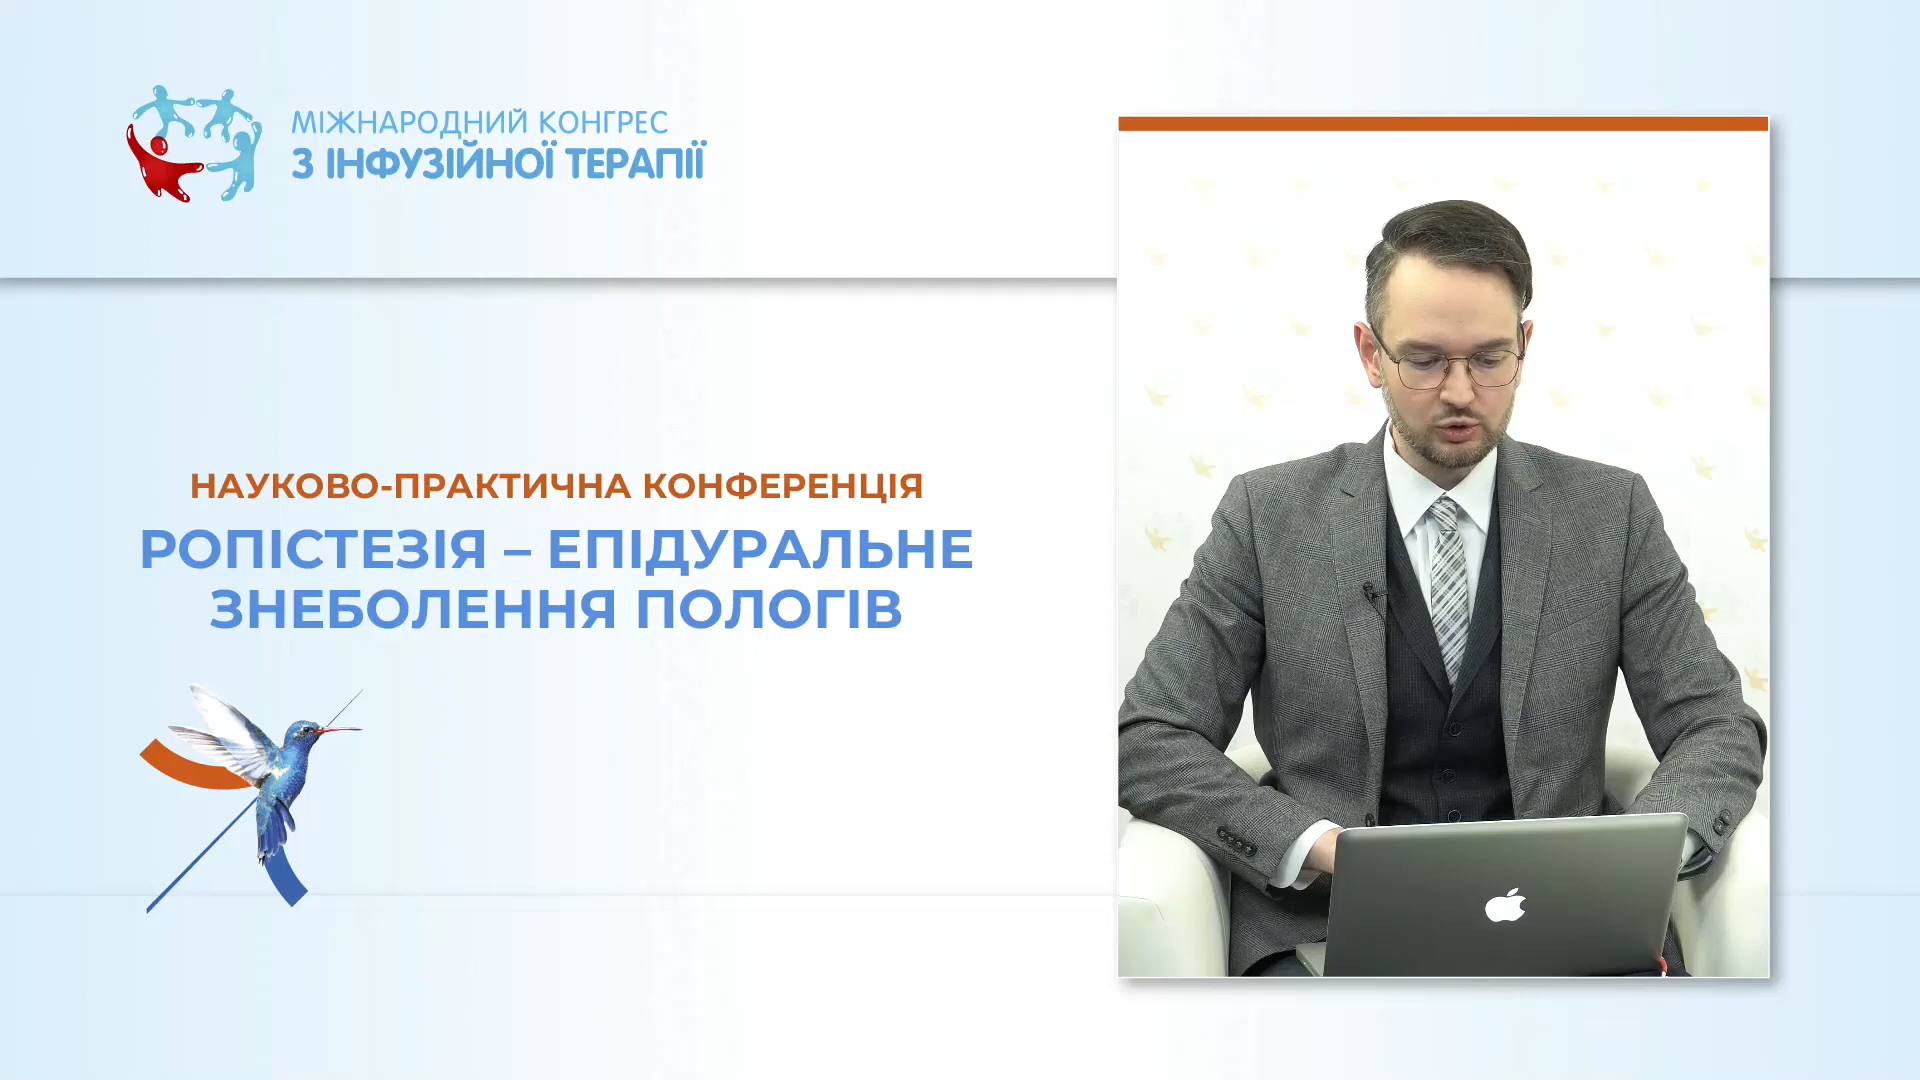 МІЖНАРОДНИЙ КОНГРЕС
З ІНФУЗІЙНОЇ ТЕРАПІЇ
НАУКОВО-ПРАКТИЧНА КОНФЕРЕНЦІЯ
РОПІСТЕЗІЯ – ЕПІДУРАЛЬНЕ
ЗНЕБОЛЕННЯ ПОЛОГІВ